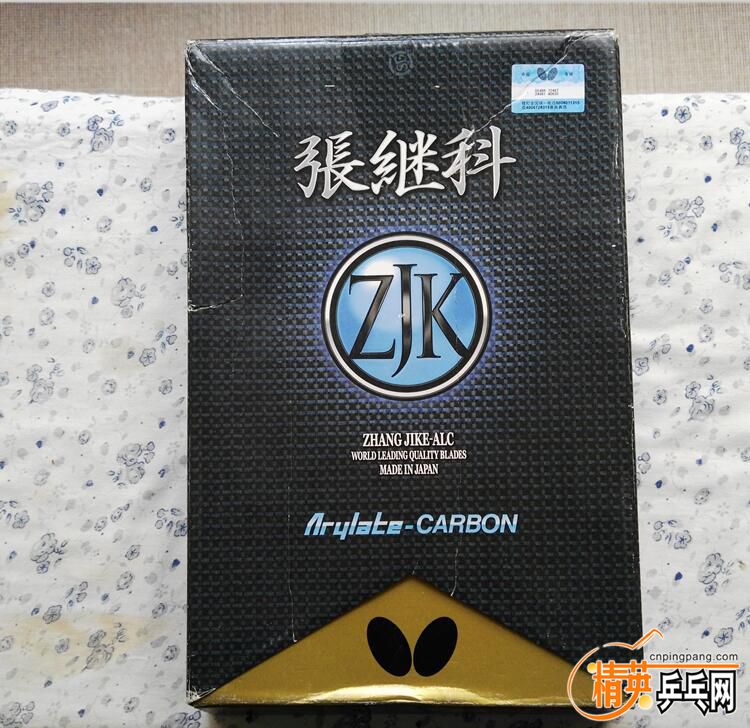 張継科
ZJK
ZHANG JIKE-ALC
WORLD LEADING QUALITY BLADES
MADE IN JAPAN
Arylate-CARBON
cnpingpang.com
精英乒乓网